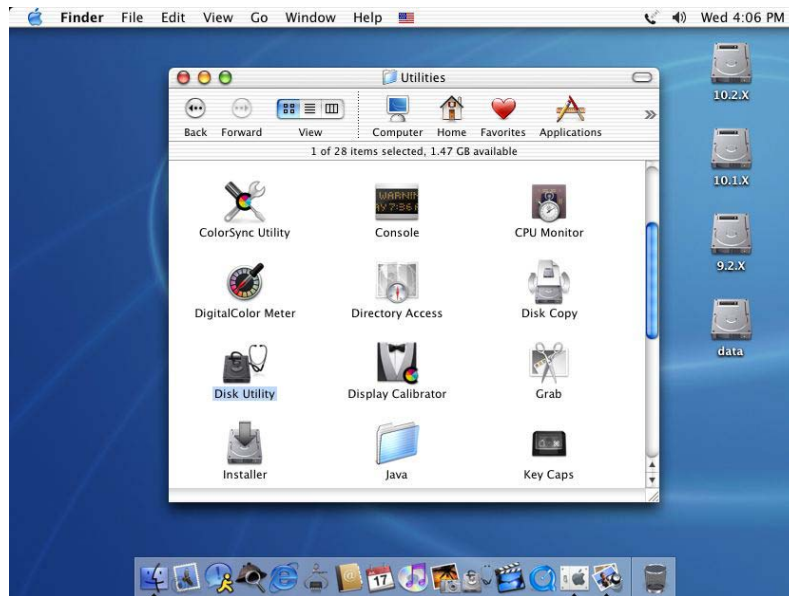 Finder File Edit View Go Window Help Wed 4:06 PM
Utilities
Back Forward View Computer Home Favorites Applications
1 of 28 items selected, 1.47 GB available
ColorSync Utility Console CPU Monitor
DigitalColor Meter Directory Access Disk Copy
Disk Utility Display Calibrator Grab
Installer Java Key Caps
10.2.X
10.1.X
9.2.X
data
17